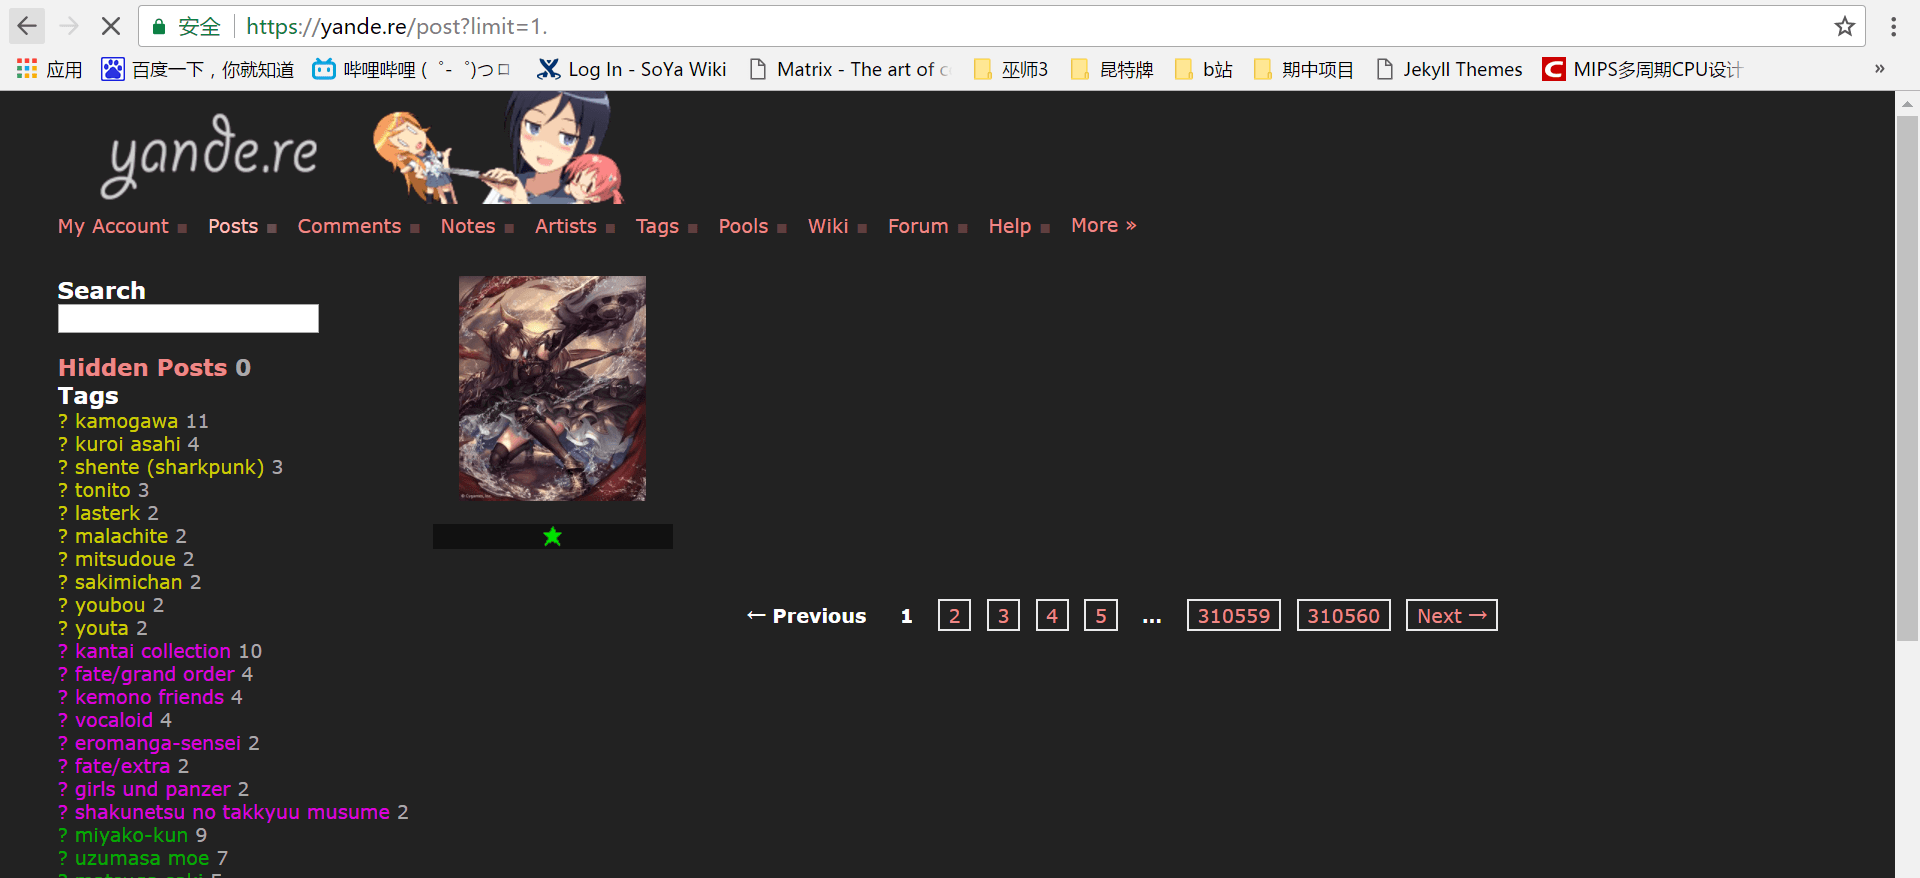 安全 https://yande.re/post?limit=1.
应用 百度一下，你就知道 哔哩哔哩 (゜-゜)つロ Log In - SoYa Wiki Matrix - The art of c 巫师3 昆特牌 b站 期中项目 Jekyll Themes MIPS多周期CPU设计 »
yande.re
My Account Posts Comments Notes Artists Tags Pools Wiki Forum Help More »
Search
Hidden Posts 0
Tags
? kamogawa 11
? kuroi asahi 4
? shente (sharkpunk) 3
? tonito 3
? lasterk 2
? malachite 2
? mitsudoue 2
? sakimichan 2
? youbou 2
? youta 2
? kantai collection 10
? fate/grand order 4
? kemono friends 4
? vocaloid 4
? eromanga-sensei 2
? fate/extra 2
? girls und panzer 2
? shakunetsu no takkyuu musume 2
? miyako-kun 9
? uzumasa moe 7
← Previous 1 2 3 4 5 … 310559 310560 Next →